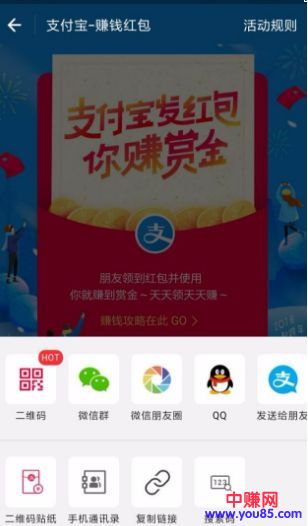 支付宝-赚钱红包
活动规则
支付宝发红包
你赚赏金
支
朋友领到红包并使用
你就赚到赏金~天天领天天赚~
赚钱攻略在此 GO >
HOT
二维码
微信群
微信朋友圈
QQ
发送给朋友
支
二维码贴纸
手机通讯录
复制链接
123
中赚网
www.you85.com